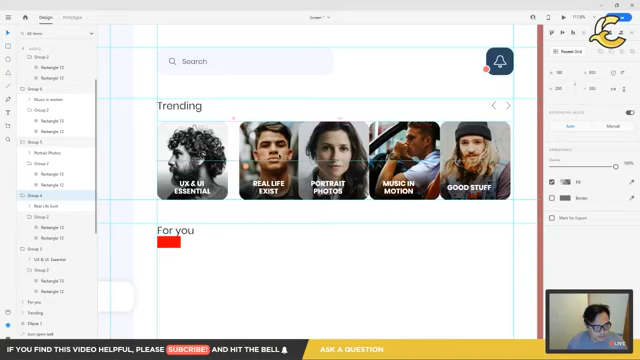 Design
Prototype
Screen *
117.8%
All Items
AUDIO
Group 2
Rectangle 13
Rectangle 12
Group 6
Music in motion
Group 2
Rectangle 13
Rectangle 12
Group 5
Portrait Photos
Group 2
Rectangle 13
Rectangle 12
Group 4
Real Life Exist
Group 2
Rectangle 13
Rectangle 12
Group 3
UX & UI Essential
Group 2
Rectangle 13
Rectangle 12
For you
Trending
Ellipse 1
Search
Trending
UX & UI
ESSENTIAL
REAL LIFE
EXIST
PORTRAIT
PHOTOS
MUSIC IN
MOTION
GOOD STUFF
For you
Repeat Grid
Auto
Manual
APPEARANCE
Opacity
100%
Fill
Border
Mark for Export
LIVE
IF YOU FIND THIS VIDEO HELPFUL, PLEASE SUBSCRIBE! AND HIT THE BELL
ASK A QUESTION